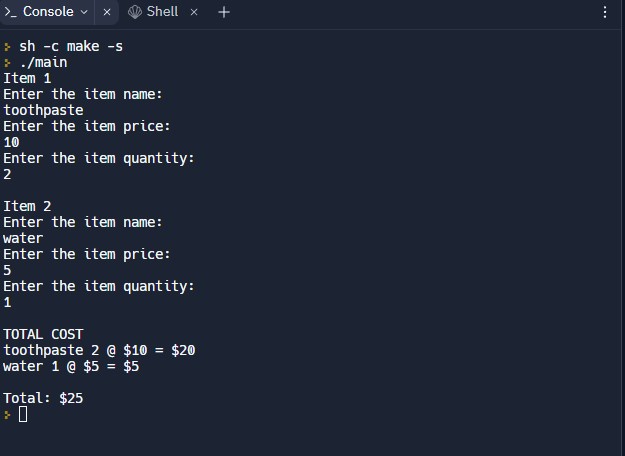 >_ Console
Shell
sh -c make -s
./main
Item 1
Enter the item name:
toothpaste
Enter the item price:
10
Enter the item quantity:
2
Item 2
Enter the item name:
water
Enter the item price:
5
Enter the item quantity:
1
TOTAL COST
toothpaste 2 @ $10 = $20
water 1 @ $5 = $5
Total: $25